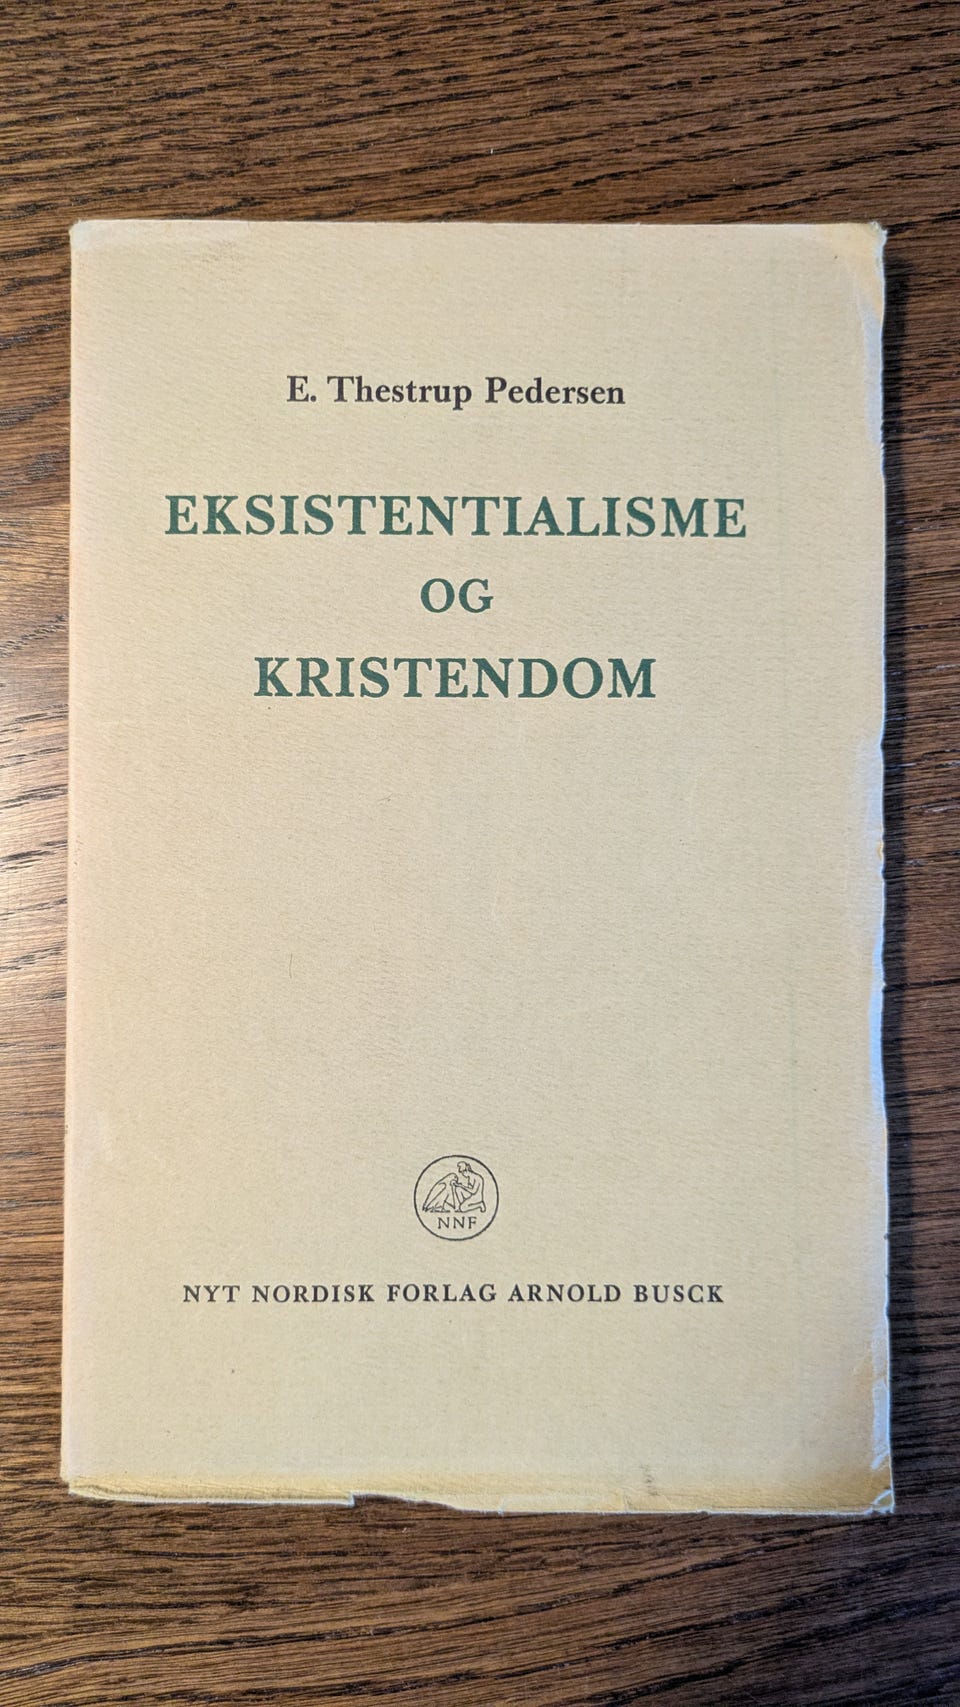 E. Thestrup Pedersen
EKSISTENTIALISME
OG
KRISTENDOM
NNF
NYT NORDISK FORLAG ARNOLD BUSCK